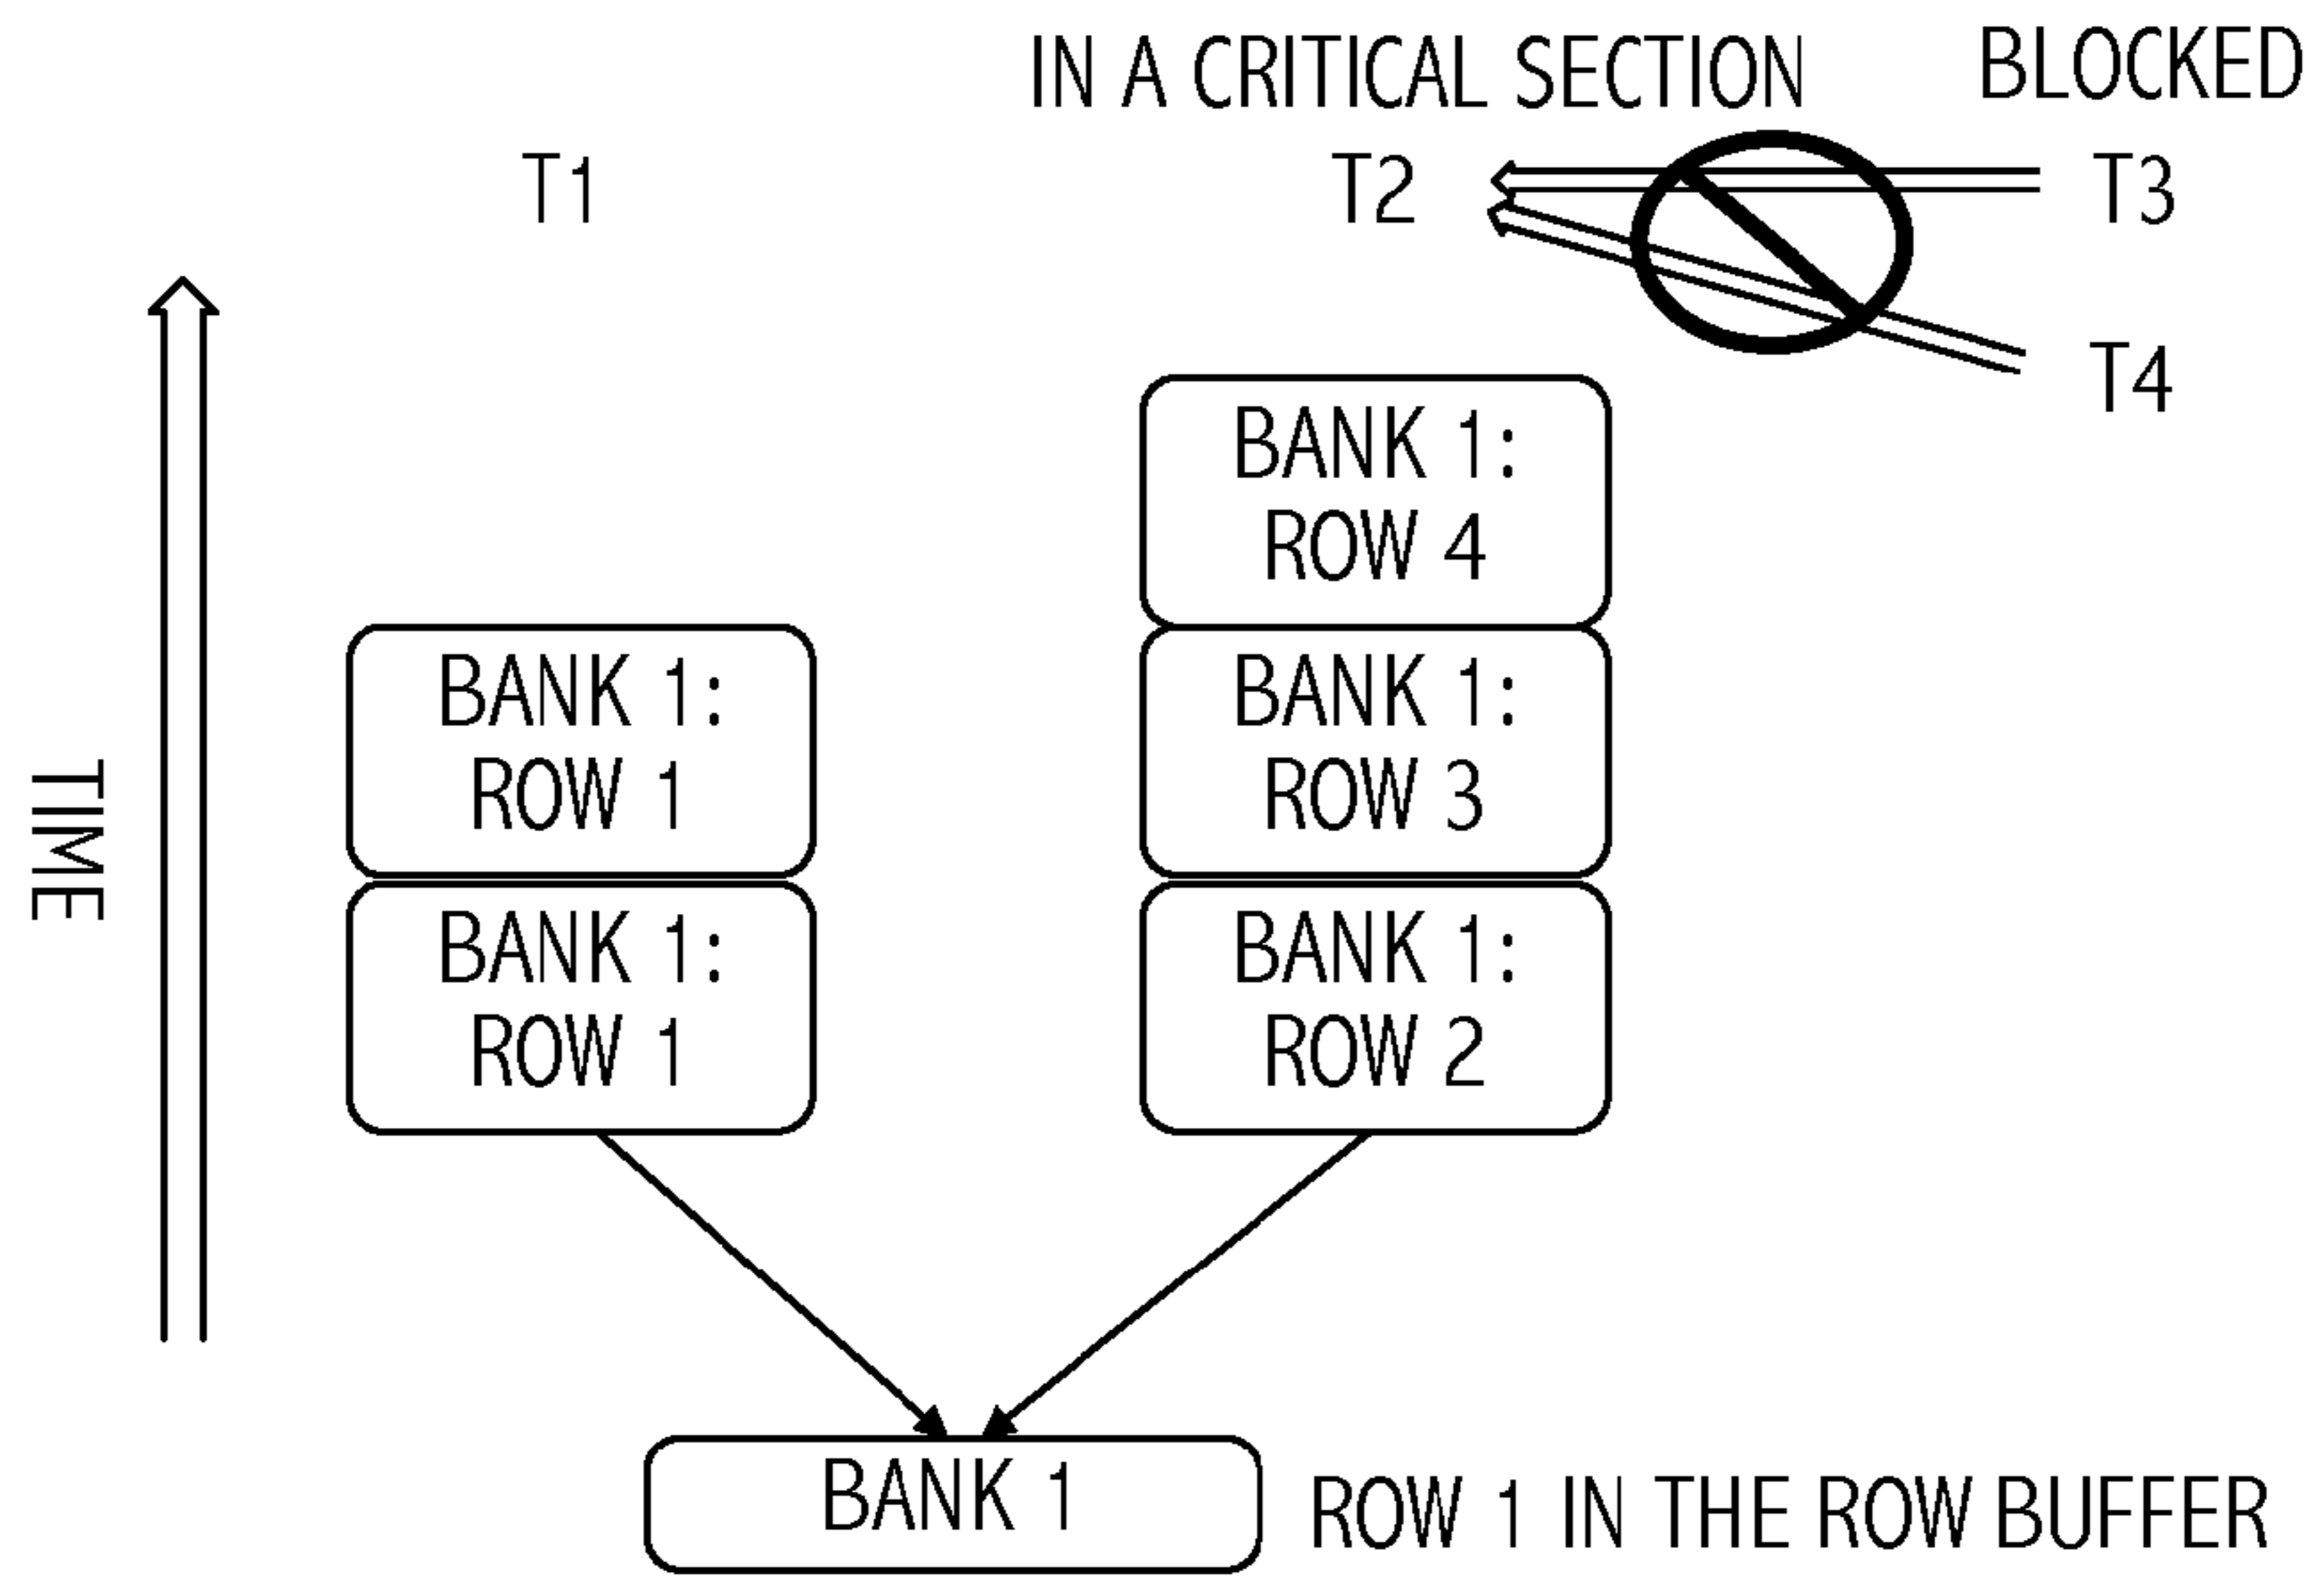 IN A CRITICAL SECTION
BLOCKED
T1
T2
T3
T4
BANK 1:
ROW 4
BANK 1:
ROW 1
BANK 1:
ROW 3
BANK 1:
ROW 1
BANK 1:
ROW 2
TIME
BANK 1
ROW 1 IN THE ROW BUFFER